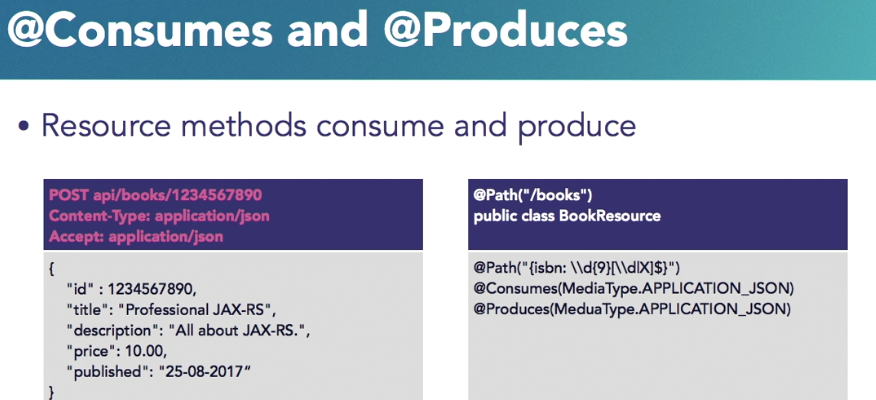 @Consumes and @Produces
• Resource methods consume and produce
POST api/books/1234567890
Content-Type: application/json
Accept: application/json
{
"id" : 1234567890,
"title": "Professional JAX-RS",
"description": "All about JAX-RS.",
"price": 10.00,
"published": "25-08-2017“
}
@Path("/books")
public class BookResource
@Path("{isbn: \\d{9}[\\d|X]$}")
@Consumes(MediaType.APPLICATION_JSON)
@Produces(MeduaType.APPLICATION_JSON)